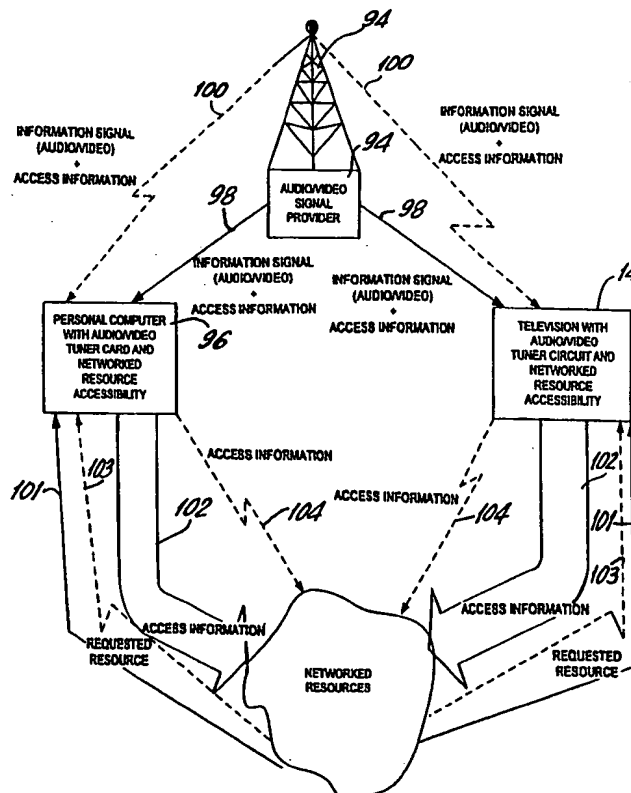 94
100
100
INFORMATION SIGNAL
(AUDIO/VIDEO)
+
ACCESS INFORMATION
INFORMATION SIGNAL
(AUDIO/VIDEO)
+
ACCESS INFORMATION
94
AUDIO/VIDEO
SIGNAL
PROVIDER
98
98
INFORMATION SIGNAL
(AUDIO/VIDEO)
+
ACCESS INFORMATION
INFORMATION SIGNAL
(AUDIO/VIDEO)
+
ACCESS INFORMATION
14
PERSONAL COMPUTER
WITH AUDIO/VIDEO
TUNER CARD AND
NETWORKED
RESOURCE
ACCESSIBILITY
96
TELEVISION WITH
AUDIO/VIDEO
TUNER CIRCUIT AND
NETWORKED
RESOURCE
ACCESSIBILITY
ACCESS INFORMATION
ACCESS INFORMATION
101
103
102
104
104
102
101
103
ACCESS INFORMATION
REQUESTED
RESOURCE
NETWORKED
RESOURCES
ACCESS INFORMATION
REQUESTED
RESOURCE